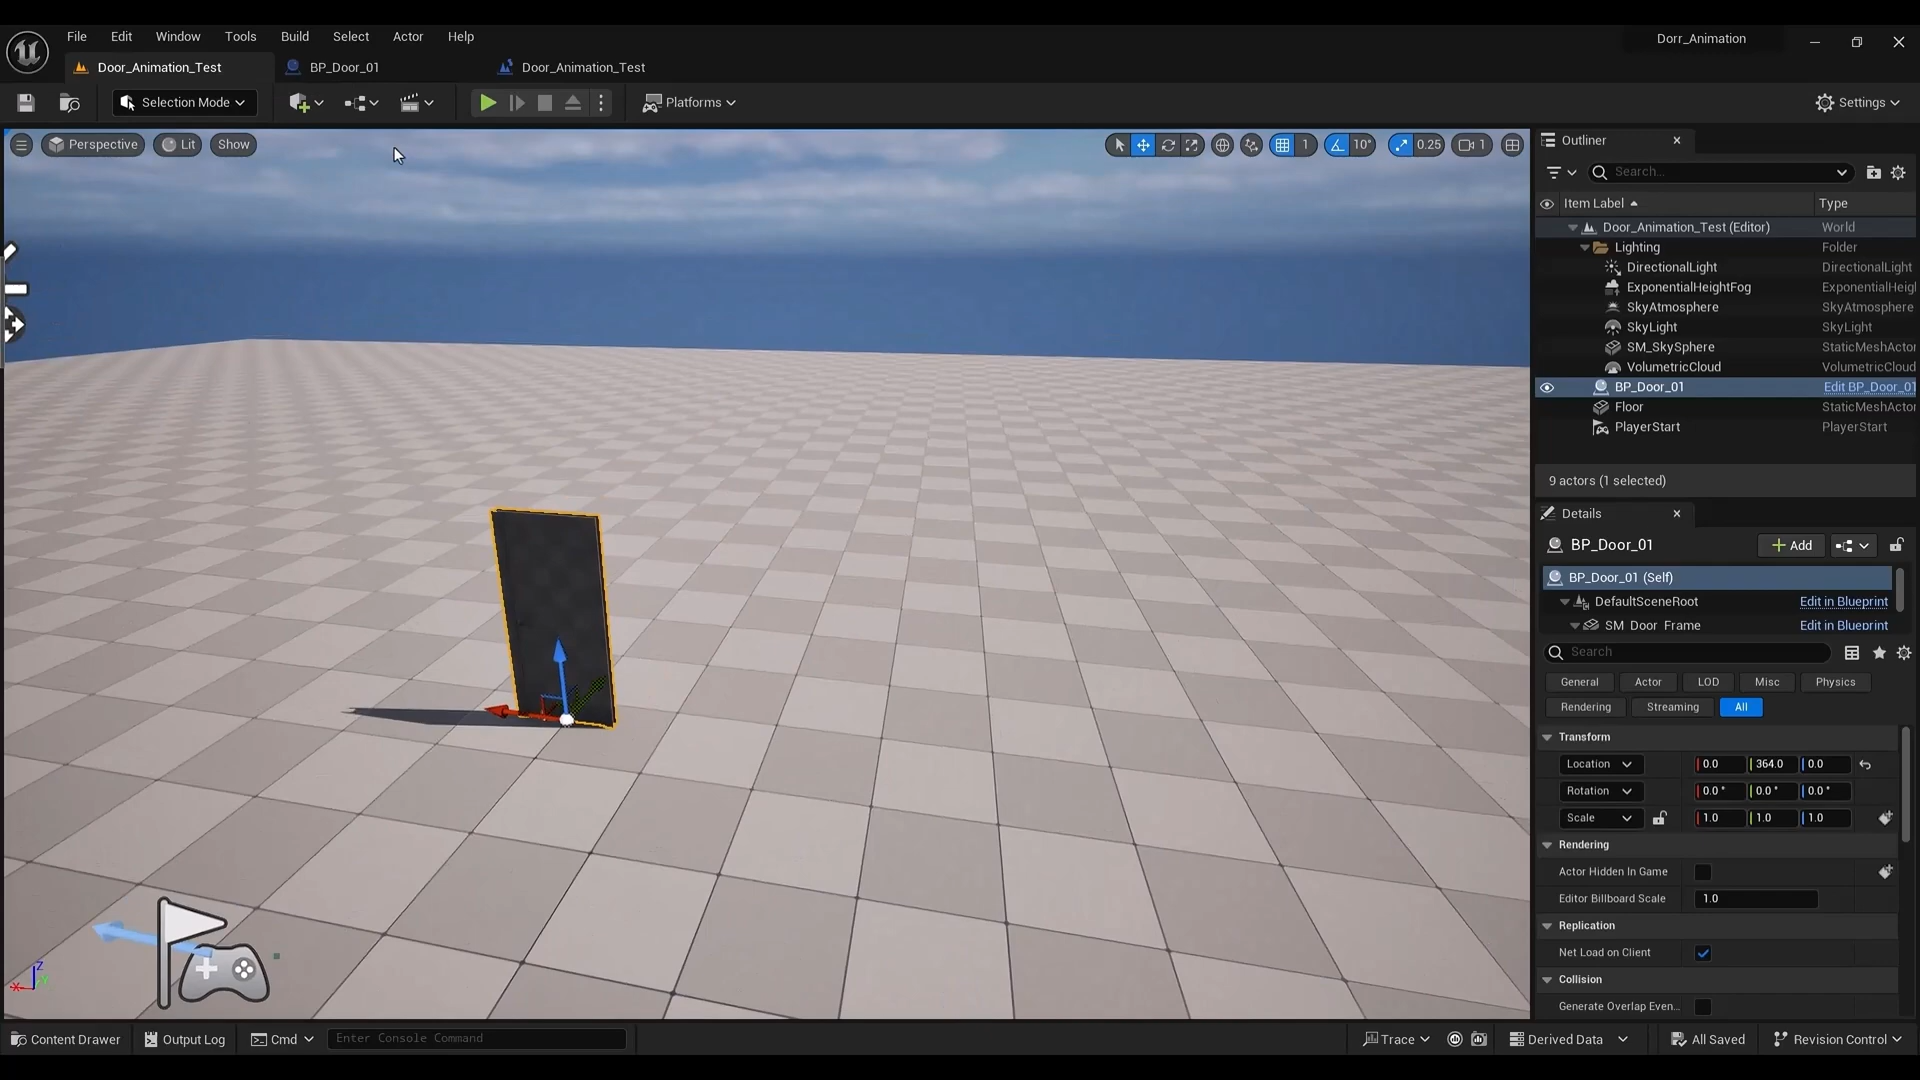 File Edit Window Tools Build Select Actor Help
Dorr_Animation
Door_Animation_Test BP_Door_01 Door_Animation_Test
Selection Mode Platforms Settings
Perspective Lit Show 1 10° 0.25 1
Outliner
Search...
Item Label Type
Door_Animation_Test (Editor) World
Lighting Folder
DirectionalLight DirectionalLight
ExponentialHeightFog ExponentialHeigl
SkyAtmosphere SkyAtmosphere
SkyLight SkyLight
SM_SkySphere StaticMeshActor
VolumetricCloud VolumetricCloud
BP_Door_01 Edit BP_Door_01
Floor StaticMeshActor
PlayerStart PlayerStart
9 actors (1 selected)
Details
BP_Door_01 Add
BP_Door_01 (Self)
DefaultSceneRoot Edit in Blueprint
SM_Door_Frame Edit in Blueprint
Search
General Actor LOD Misc Physics
Rendering Streaming All
Transform
Location 0.0 364.0 0.0
Rotation 0.0 ° 0.0 ° 0.0 °
Scale 1.0 1.0 1.0
Rendering
Actor Hidden In Game
Editor Billboard Scale 1.0
Replication
Net Load on Client
Collision
Generate Overlap Even...
Z
X Y
Content Drawer Output Log Cmd Enter Console Command Trace Derived Data All Saved Revision Control